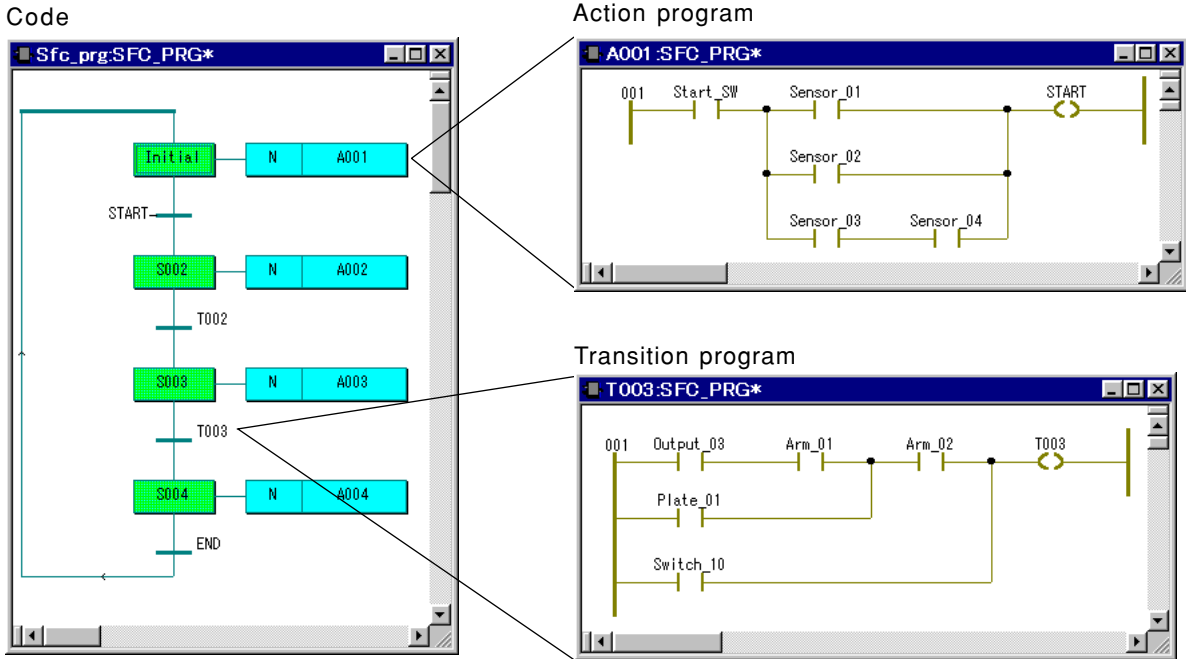 Code
Sfc_prg:SFC_PRG*
Initial N A001
START
S002 N A002
T002
S003 N A003
T003
S004 N A004
END
Action program
A001:SFC_PRG*
001 Start_SW Sensor_01 START
Sensor_02
Sensor_03 Sensor_04
Transition program
T003:SFC_PRG*
001 Output_03 Arm_01 Arm_02 T003
Plate_01
Switch_10